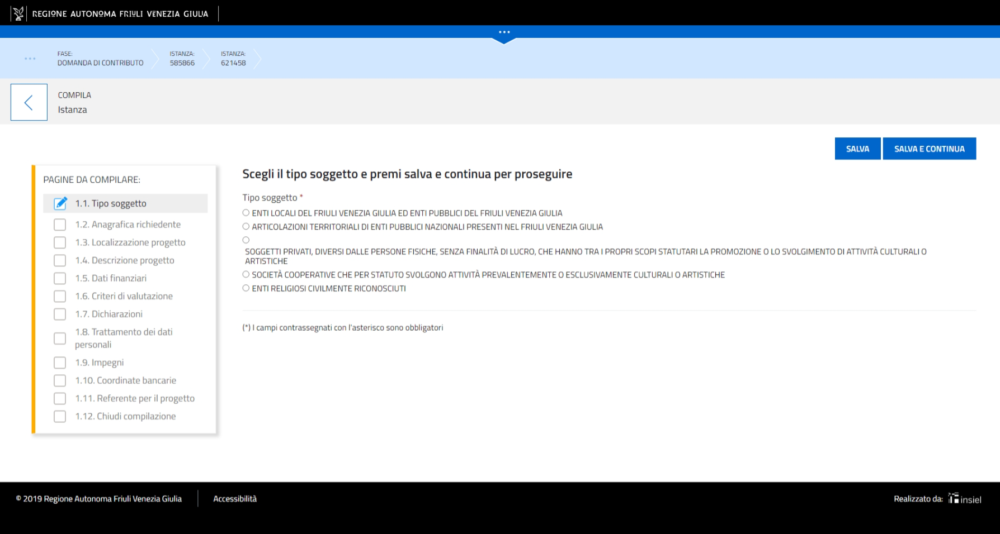 REGIONE AUTONOMA FRIULI VENEZIA GIULIA
FASE:
DOMANDA DI CONTRIBUTO
ISTANZA:
585866
ISTANZA:
621458
COMPILA
Istanza
SALVA
SALVA E CONTINUA
PAGINE DA COMPILARE:
1.1. Tipo soggetto
1.2. Anagrafica richiedente
1.3. Localizzazione progetto
1.4. Descrizione progetto
1.5. Dati finanziari
1.6. Criteri di valutazione
1.7. Dichiarazioni
1.8. Trattamento dei dati
personali
1.9. Impegni
1.10. Coordinate bancarie
1.11. Referente per il progetto
1.12. Chiudi compilazione
Scegli il tipo soggetto e premi salva e continua per proseguire
Tipo soggetto *
ENTI LOCALI DEL FRIULI VENEZIA GIULIA ED ENTI PUBBLICI DEL FRIULI VENEZIA GIULIA
ARTICOLAZIONI TERRITORIALI DI ENTI PUBBLICI NAZIONALI PRESENTI NEL FRIULI VENEZIA GIULIA
SOGGETTI PRIVATI, DIVERSI DALLE PERSONE FISICHE, SENZA FINALITÀ DI LUCRO, CHE HANNO TRA I PROPRI SCOPI STATUTARI LA PROMOZIONE O LO SVOLGIMENTO DI ATTIVITÀ CULTURALI O
ARTISTICHE
SOCIETÀ COOPERATIVE CHE PER STATUTO SVOLGONO ATTIVITÀ PREVALENTEMENTE O ESCLUSIVAMENTE CULTURALI O ARTISTICHE
ENTI RELIGIOSI CIVILMENTE RICONOSCIUTI
(*) I campi contrassegnati con l'asterisco sono obbligatori
© 2019 Regione Autonoma Friuli Venezia Giulia
Accessibilità
Realizzato da: insiel